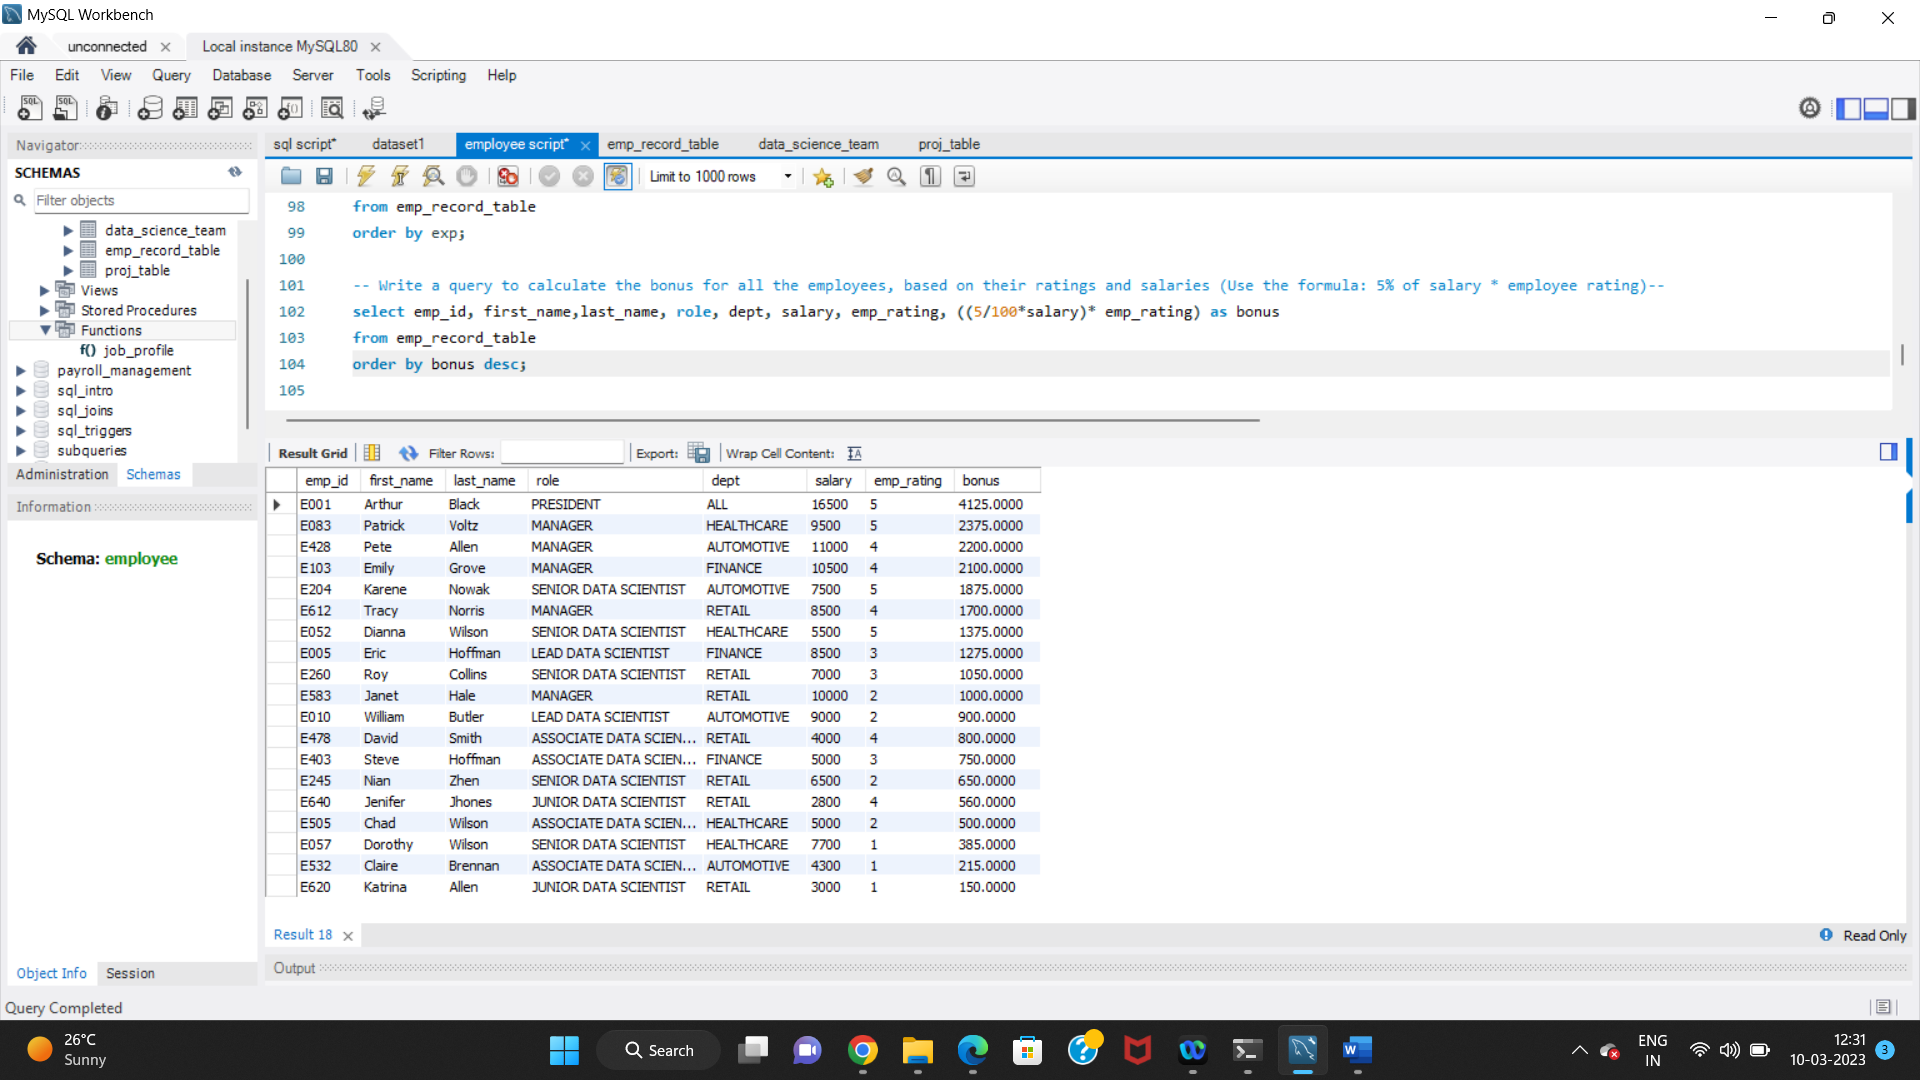 MySQL Workbench
unconnected
Local instance MySQL80
File Edit View Query Database Server Tools Scripting Help
Navigator
SCHEMAS
Filter objects
data_science_team
emp_record_table
proj_table
Views
Stored Procedures
Functions
f() job_profile
payroll_management
sql_intro
sql_joins
sql_triggers
subqueries
Administration Schemas
Information
Schema: employee
Object Info Session
sql script* dataset1 employee script* emp_record_table data_science_team proj_table
Limit to 1000 rows
98 from emp_record_table
99 order by exp;
100
101 -- Write a query to calculate the bonus for all the employees, based on their ratings and salaries (Use the formula: 5% of salary * employee rating)--
102 select emp_id, first_name,last_name, role, dept, salary, emp_rating, ((5/100*salary)* emp_rating) as bonus
103 from emp_record_table
104 order by bonus desc;
105
Result Grid Filter Rows: Export: Wrap Cell Content:
emp_id first_name last_name role dept salary emp_rating bonus
E001 Arthur Black PRESIDENT ALL 16500 5 4125.0000
E083 Patrick Voltz MANAGER HEALTHCARE 9500 5 2375.0000
E428 Pete Allen MANAGER AUTOMOTIVE 11000 4 2200.0000
E103 Emily Grove MANAGER FINANCE 10500 4 2100.0000
E204 Karene Nowak SENIOR DATA SCIENTIST AUTOMOTIVE 7500 5 1875.0000
E612 Tracy Norris MANAGER RETAIL 8500 4 1700.0000
E052 Dianna Wilson SENIOR DATA SCIENTIST HEALTHCARE 5500 5 1375.0000
E005 Eric Hoffman LEAD DATA SCIENTIST FINANCE 8500 3 1275.0000
E260 Roy Collins SENIOR DATA SCIENTIST RETAIL 7000 3 1050.0000
E583 Janet Hale MANAGER RETAIL 10000 2 1000.0000
E010 William Butler LEAD DATA SCIENTIST AUTOMOTIVE 9000 2 900.0000
E478 David Smith ASSOCIATE DATA SCIEN... RETAIL 4000 4 800.0000
E403 Steve Hoffman ASSOCIATE DATA SCIEN... FINANCE 5000 3 750.0000
E245 Nian Zhen SENIOR DATA SCIENTIST RETAIL 6500 2 650.0000
E640 Jenifer Jhones JUNIOR DATA SCIENTIST RETAIL 2800 4 560.0000
E505 Chad Wilson ASSOCIATE DATA SCIEN... HEALTHCARE 5000 2 500.0000
E057 Dorothy Wilson SENIOR DATA SCIENTIST HEALTHCARE 7700 1 385.0000
E532 Claire Brennan ASSOCIATE DATA SCIEN... AUTOMOTIVE 4300 1 215.0000
E620 Katrina Allen JUNIOR DATA SCIENTIST RETAIL 3000 1 150.0000
Result 18
Read Only
Output
Query Completed
26°C
Sunny
Search
ENG
IN
12:31
10-03-2023
3